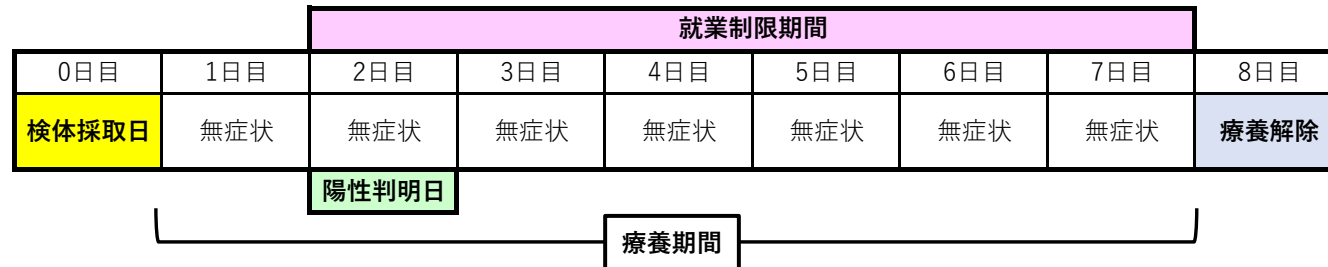 就業制限期間
0日目 1日目 2日目 3日目 4日目 5日目 6日目 7日目 8日目
検体採取日 無症状 無症状 無症状 無症状 無症状 無症状 無症状 療養解除
陽性判明日
療養期間